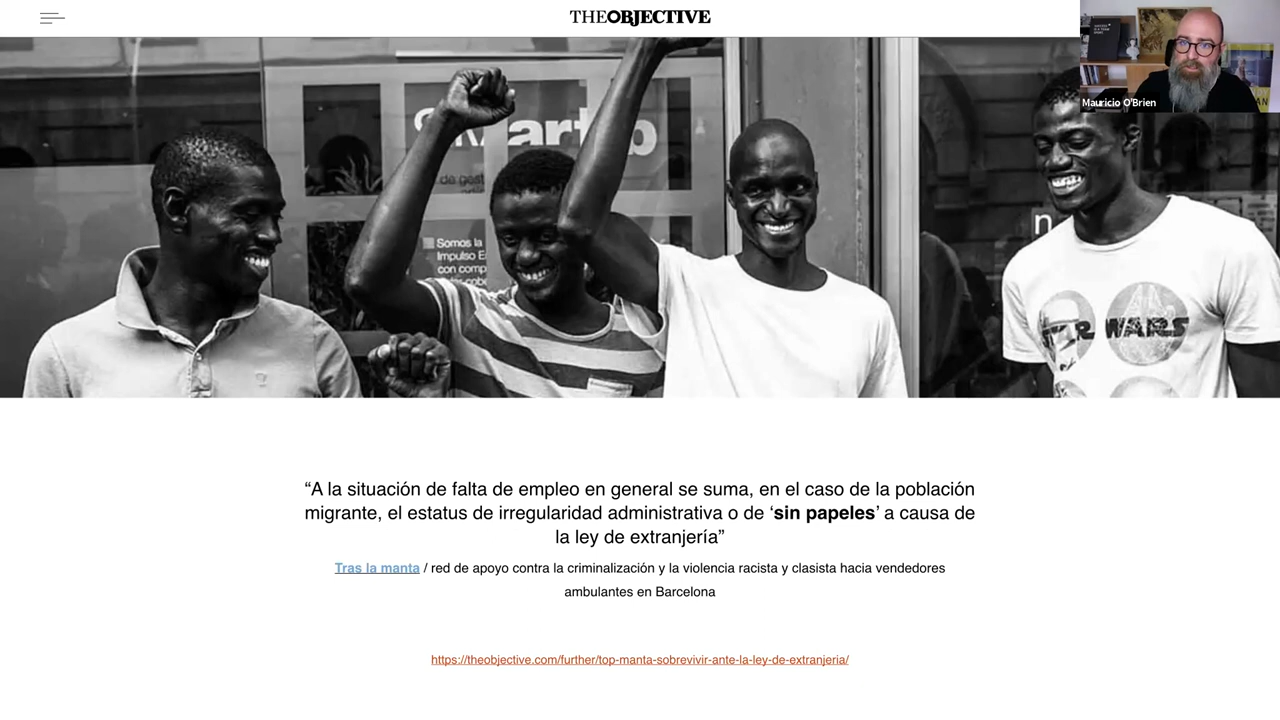 THEOBJECTIVE
Mauricio O'Brien
de gest
Somos la
Impulso E
con comp
WARS
“A la situación de falta de empleo en general se suma, en el caso de la población
migrante, el estatus de irregularidad administrativa o de ‘sin papeles’ a causa de
la ley de extranjería”
Tras la manta / red de apoyo contra la criminalización y la violencia racista y clasista hacia vendedores
ambulantes en Barcelona
https://theobjective.com/further/top-manta-sobrevivir-ante-la-ley-de-extranjeria/